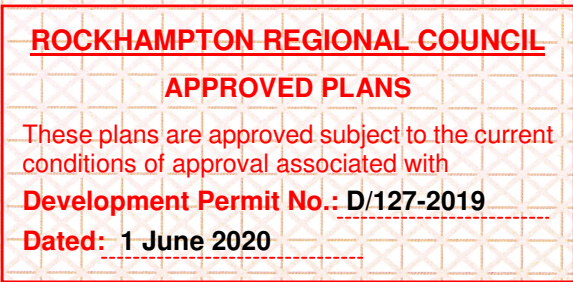 ROCKHAMPTON REGIONAL COUNCIL
APPROVED PLANS
These plans are approved subject to the current
conditions of approval associated with
Development Permit No.: D/127-2019
Dated: 1 June 2020